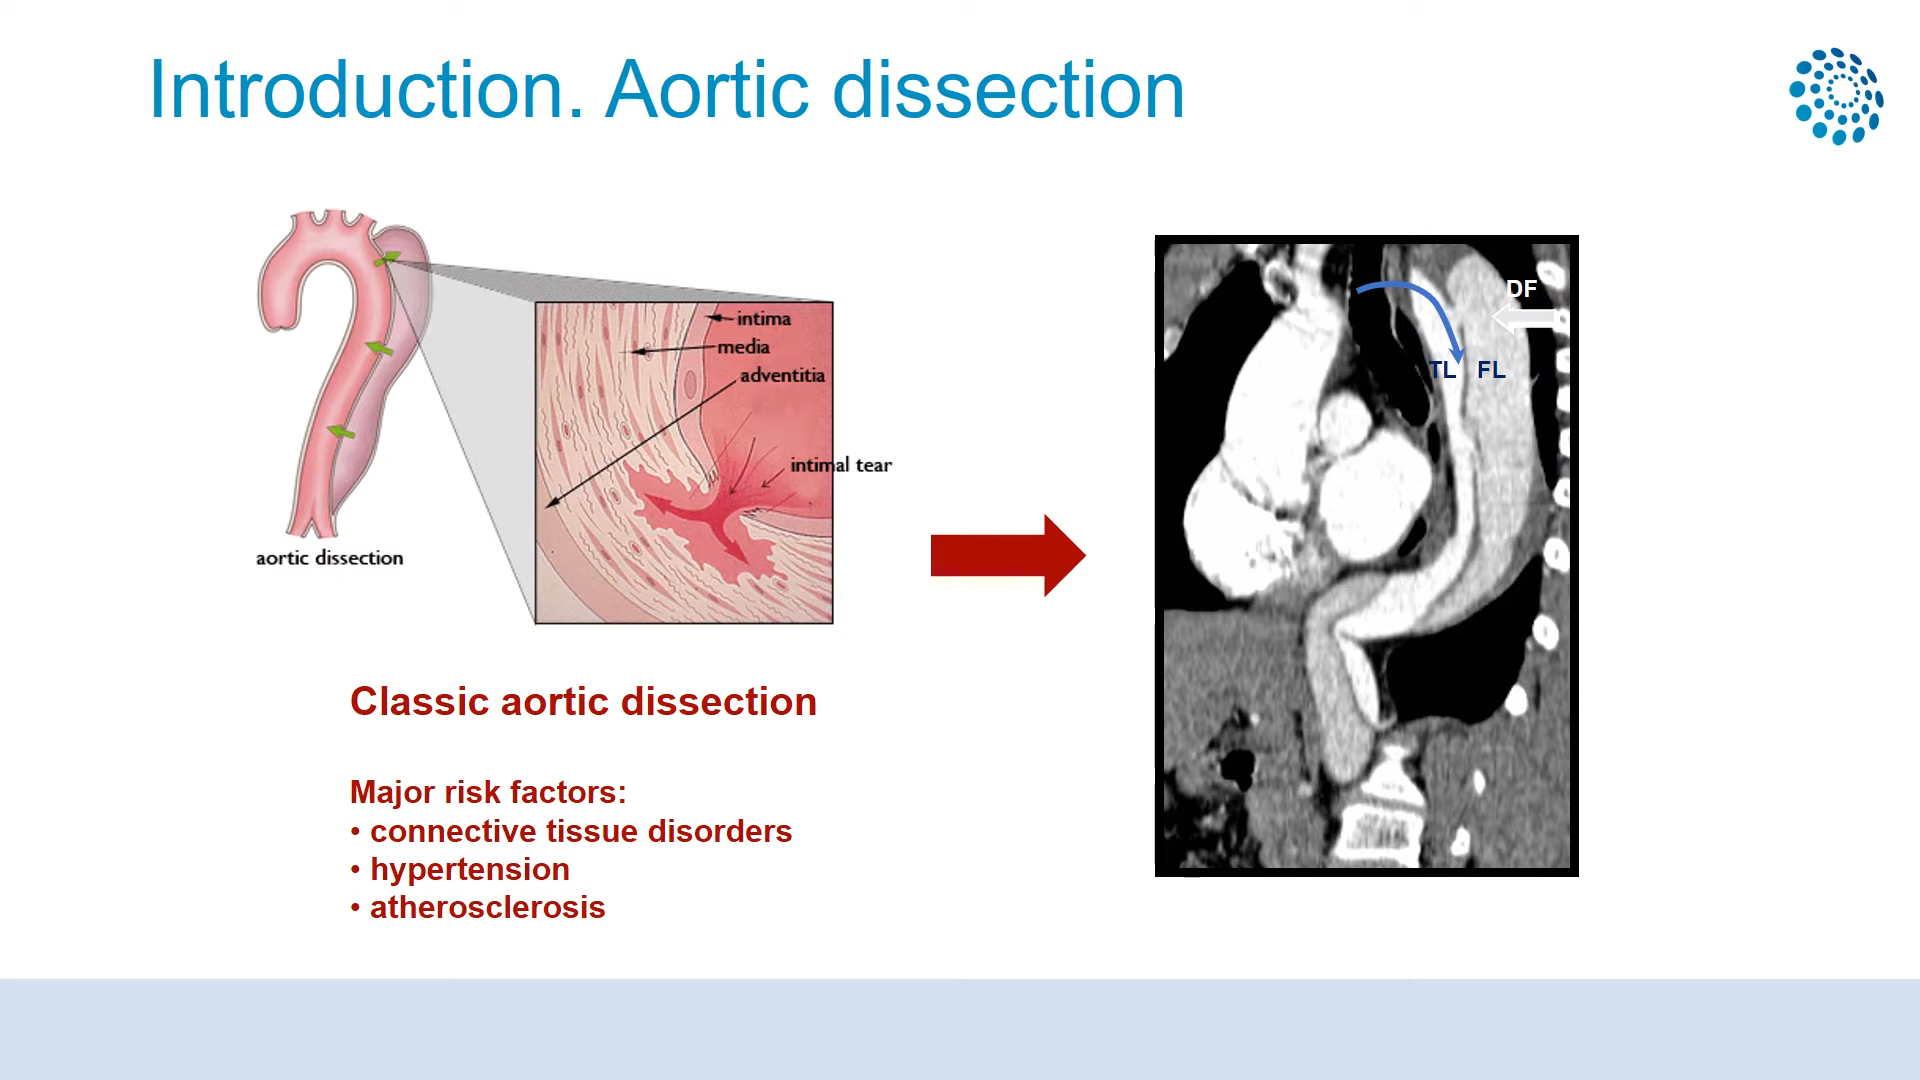 Introduction. Aortic dissection
intima
media
adventitia
intimal tear
aortic dissection
DF
TL FL
Classic aortic dissection
Major risk factors:
• connective tissue disorders
• hypertension
• atherosclerosis